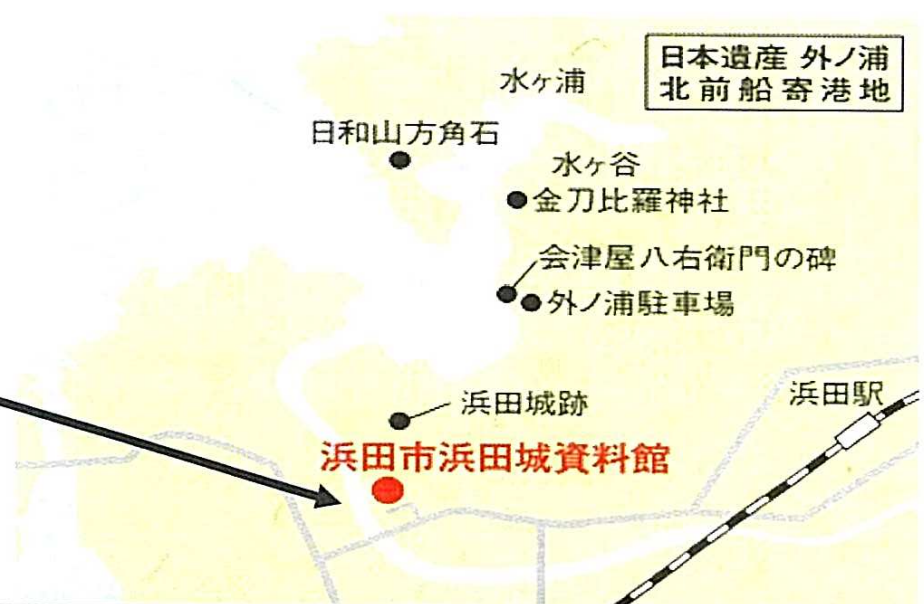 日本遺産 外ノ浦
北前船寄港地
水ヶ浦
日和山方角石
水ヶ谷
金刀比羅神社
会津屋八右衛門の碑
外ノ浦駐車場
浜田駅
浜田城跡
浜田市浜田城資料館